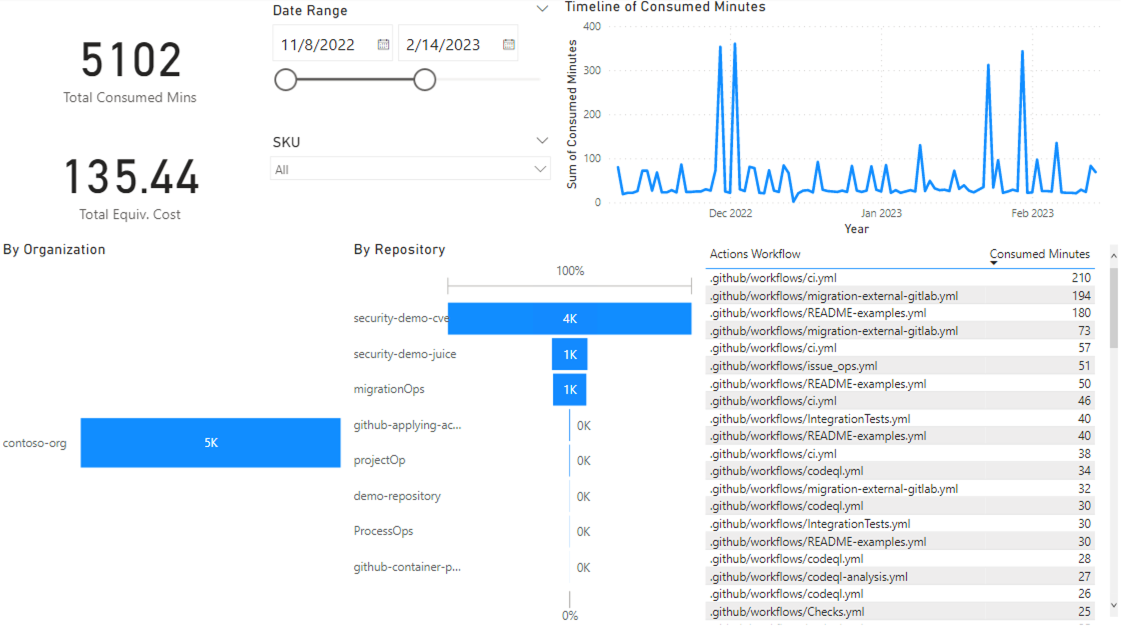 Date Range
11/8/2022
2/14/2023
5102
Total Consumed Mins
SKU
All
135.44
Total Equiv. Cost
Timeline of Consumed Minutes
Sum of Consumed Minutes
400
300
200
100
0
Dec 2022
Jan 2023
Feb 2023
Year
By Organization
contoso-org
5K
By Repository
100%
security-demo-cve
4K
security-demo-juice
1K
migrationOps
1K
github-applying-ac...
0K
projectOp
0K
demo-repository
0K
ProcessOps
0K
github-container-p...
0K
0%
Actions Workflow Consumed Minutes
.github/workflows/ci.yml 210
.github/workflows/migration-external-gitlab.yml 194
.github/workflows/README-examples.yml 180
.github/workflows/migration-external-gitlab.yml 73
.github/workflows/ci.yml 57
.github/workflows/issue_ops.yml 51
.github/workflows/README-examples.yml 50
.github/workflows/ci.yml 46
.github/workflows/IntegrationTests.yml 40
.github/workflows/README-examples.yml 40
.github/workflows/ci.yml 38
.github/workflows/codeql.yml 34
.github/workflows/migration-external-gitlab.yml 32
.github/workflows/codeql.yml 30
.github/workflows/IntegrationTests.yml 30
.github/workflows/README-examples.yml 30
.github/workflows/codeql.yml 28
.github/workflows/codeql-analysis.yml 27
.github/workflows/codeql.yml 26
.github/workflows/Checks.yml 25